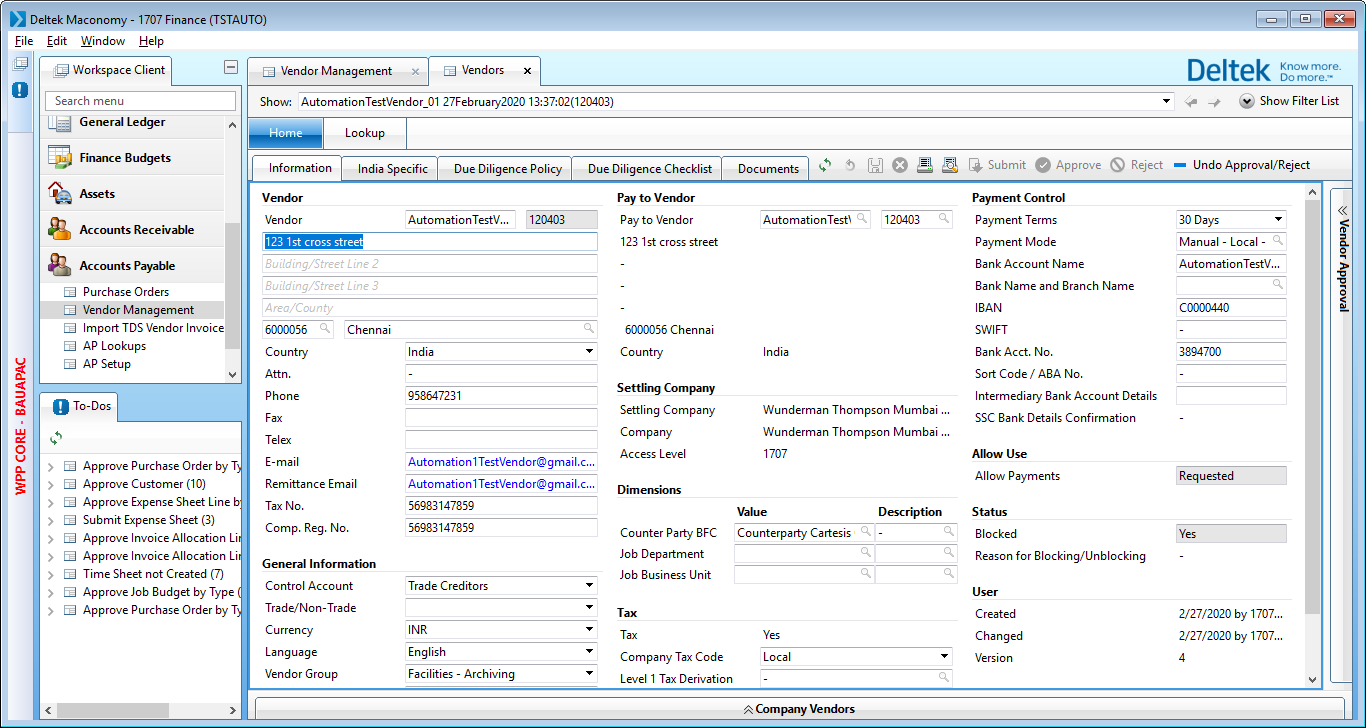 Deltek Maconomy - 1707 Finance (TSTAUTO)
File Edit Window Help
Workspace Client
Search menu
General Ledger
Finance Budgets
Assets
Accounts Receivable
Accounts Payable
Purchase Orders
Vendor Management
Import TDS Vendor Invoice
AP Lookups
AP Setup
WPP CORE - BAUAPAC
To-Dos
Approve Purchase Order by Ty
Approve Customer (10)
Approve Expense Sheet Line by
Submit Expense Sheet (3)
Approve Invoice Allocation Lin
Approve Invoice Allocation Lin
Time Sheet not Created (7)
Approve Job Budget by Type (
Approve Purchase Order by Ty
Vendor Management Vendors
Deltek Know more. Do more.™
Show: AutomationTestVendor_01 27February2020 13:37:02(120403) Show Filter List
Home Lookup
Information India Specific Due Diligence Policy Due Diligence Checklist Documents Submit Approve Reject Undo Approval/Reject
Vendor
Vendor AutomationTestV... 120403
123 1st cross street
Building/Street Line 2
Building/Street Line 3
Area/County
6000056 Chennai
Country India
Attn. -
Phone 958647231
Fax
Telex
E-mail Automation1TestVendor@gmail.c...
Remittance Email Automation1TestVendor@gmail.c...
Tax No. 56983147859
Comp. Reg. No. 56983147859
General Information
Control Account Trade Creditors
Trade/Non-Trade
Currency INR
Language English
Vendor Group Facilities - Archiving
Pay to Vendor
Pay to Vendor AutomationTestV 120403
123 1st cross street
-
-
-
6000056 Chennai
Country India
Settling Company
Settling Company Wunderman Thompson Mumbai ...
Company Wunderman Thompson Mumbai ...
Access Level 1707
Dimensions
Value Description
Counter Party BFC Counterparty Cartesis -
Job Department
Job Business Unit
Tax
Tax Yes
Company Tax Code Local
Level 1 Tax Derivation -
Payment Control
Payment Terms 30 Days
Payment Mode Manual - Local -
Bank Account Name AutomationTestV...
Bank Name and Branch Name
IBAN C0000440
SWIFT -
Bank Acct. No. 3894700
Sort Code / ABA No. -
Intermediary Bank Account Details
SSC Bank Details Confirmation -
Allow Use
Allow Payments Requested
Status
Blocked Yes
Reason for Blocking/Unblocking -
User
Created 2/27/2020 by 1707...
Changed 2/27/2020 by 1707...
Version 4
Vendor Approval
Company Vendors